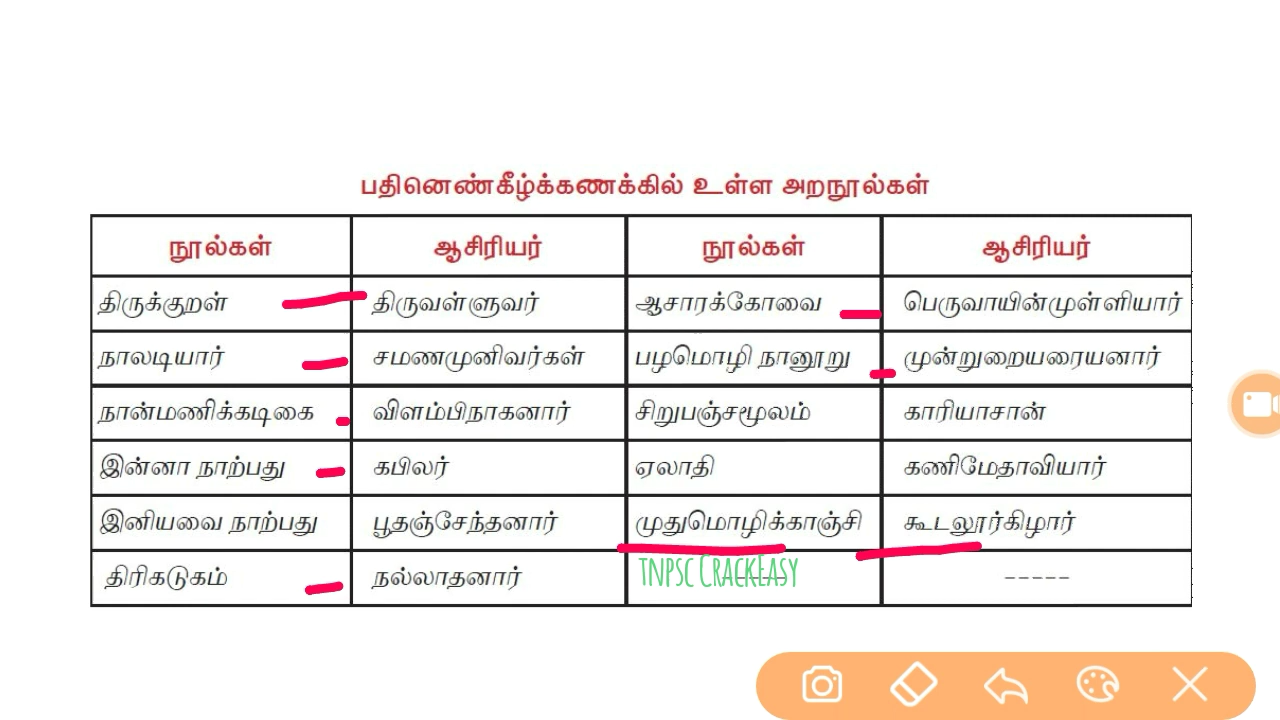 பதினெண்கீழ்க்கணக்கில் உள்ள அறநூல்கள்
நூல்கள் ஆசிரியர் நூல்கள் ஆசிரியர்
திருக்குறள் திருவள்ளுவர் ஆசாரக்கோவை பெருவாயின்முள்ளியார்
நாலடியார் சமணமுனிவர்கள் பழமொழி நானூறு முன்றுறையரையனார்
நான்மணிக்கடிகை விளம்பிநாகனார் சிறுபஞ்சமூலம் காரியாசான்
இன்னா நாற்பது கபிலர் ஏலாதி கணிமேதாவியார்
இனியவை நாற்பது பூதஞ்சேந்தனார் முதுமொழிக்காஞ்சி கூடலூர்கிழார்
திரிகடுகம் நல்லாதனார் TNPSC CRACKEASY -----